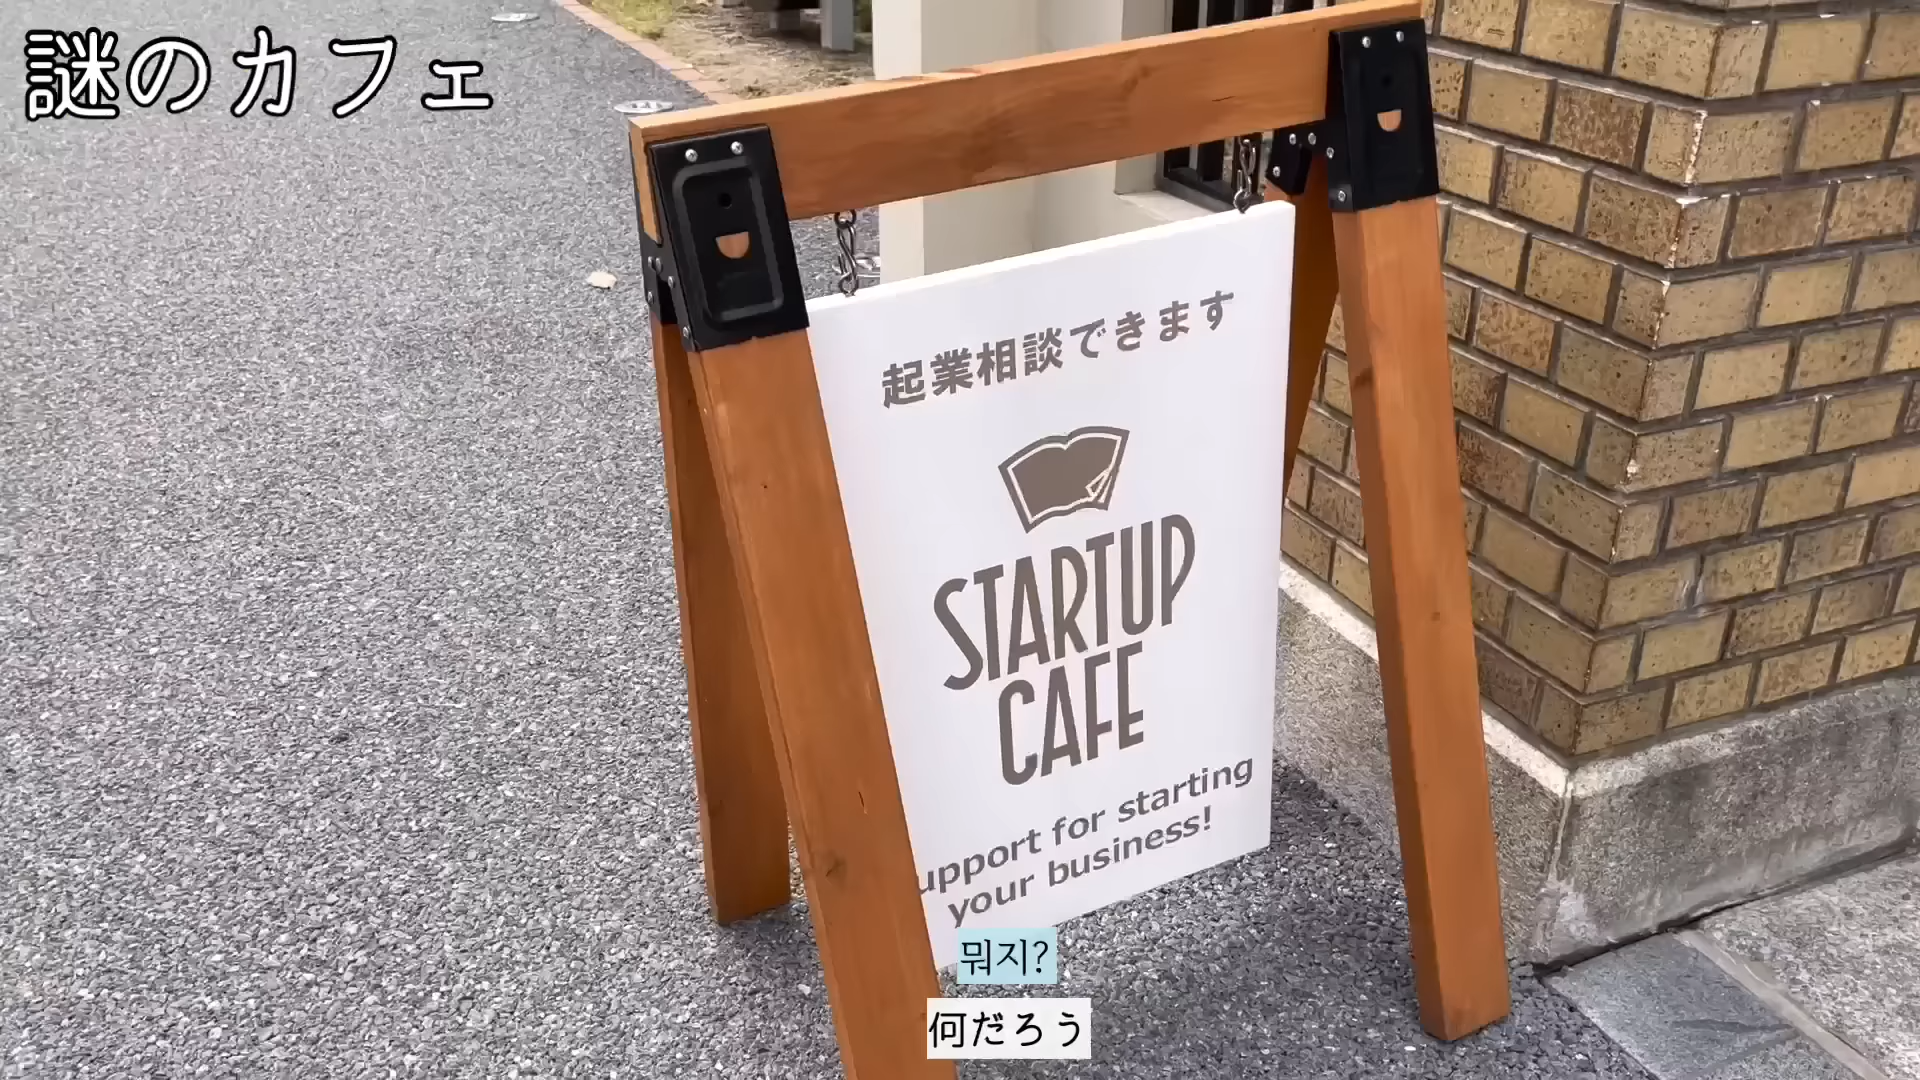 謎のカフェ
起業相談できます
STARTUP
CAFE
upport for starting
your business!
뭐지?
何だろう